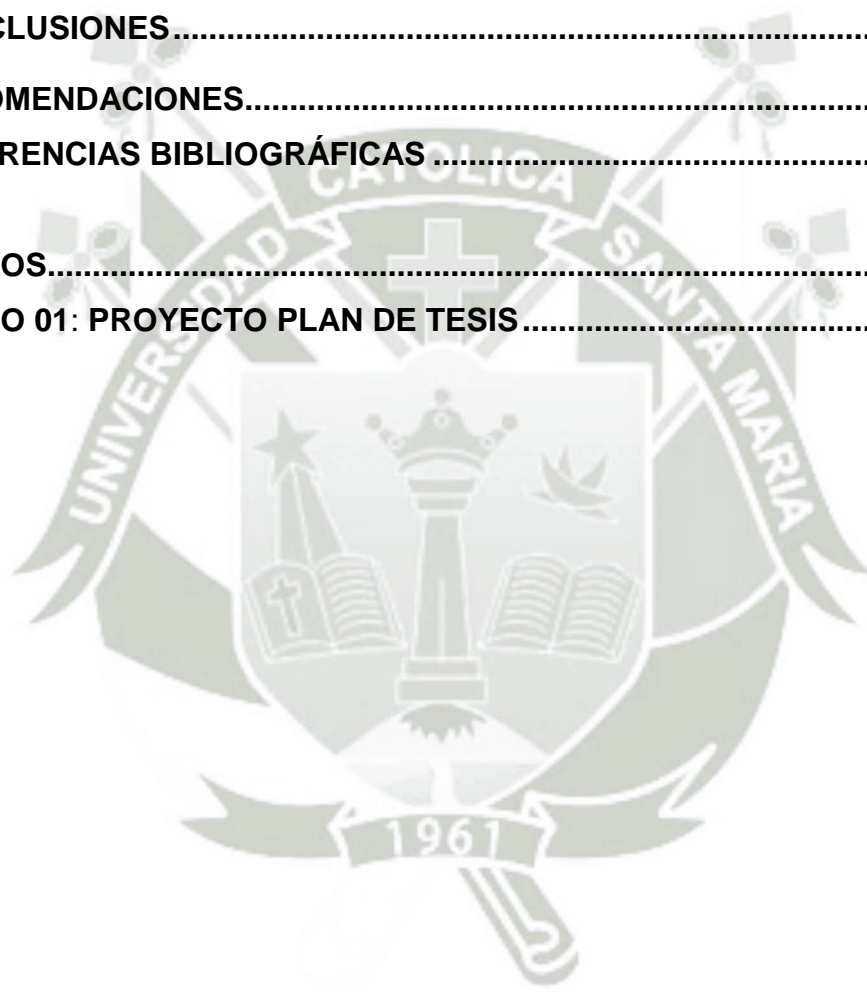 CLUSIONES........................................................................
OMENDACIONES...............................................................
RENCIAS BIBLIOGRÁFICAS ............................................
OS.......................................................................................
O 01: PROYECTO PLAN DE TESIS..................................
UNIVERSIDAD CATOLICA SANTA MARIA
1961